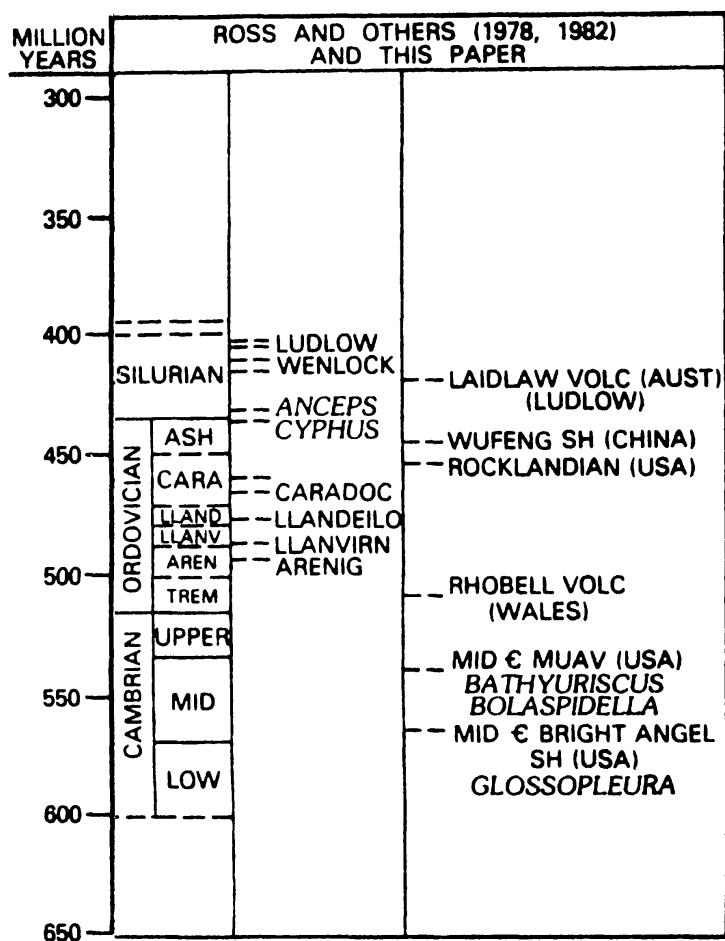 MILLION
YEARS
ROSS AND OTHERS (1978, 1982)
AND THIS PAPER
300
350
400
450
500
550
600
650
SILURIAN
ORDOVICIAN
ASH
CARA
LLAND
LLANV
AREN
TREM
CAMBRIAN
UPPER
MID
LOW
LUDLOW
WENLOCK
ANCEPS
CYPHUS
CARADOC
LLANDEILO
LLANVIRN
ARENIG
LAIDLAW VOLC (AUST)
(LUDLOW)
WUFENG SH (CHINA)
ROCKLANDIAN (USA)
RHOBELL VOLC
(WALES)
MID Є MUAV (USA)
BATHYURISCUS
BOLASPIDELLA
MID Є BRIGHT ANGEL
SH (USA)
GLOSSOPLEURA